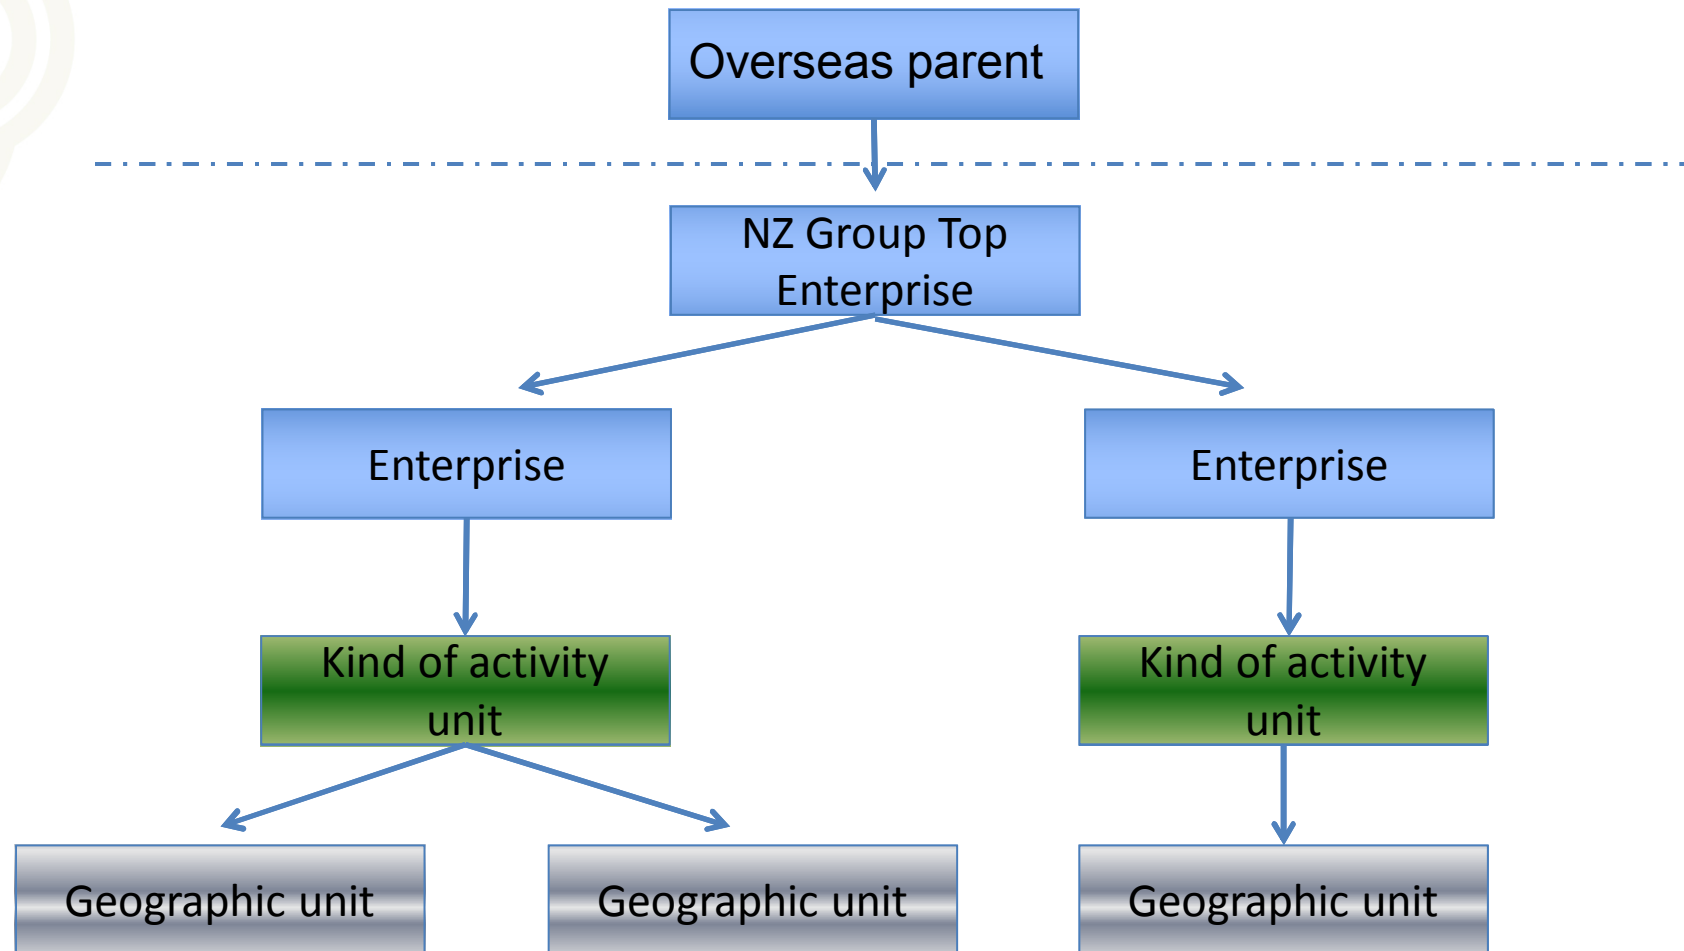 Overseas parent
NZ Group Top
Enterprise
Enterprise
Enterprise
Kind of activity
unit
Kind of activity
unit
Geographic unit
Geographic unit
Geographic unit